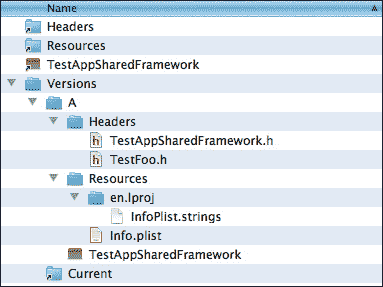 Name
Headers
Resources
TestAppSharedFramework
Versions
A
Headers
h TestAppSharedFramework.h
h TestFoo.h
Resources
en.lproj
InfoPlist.strings
Info.plist
TestAppSharedFramework
Current